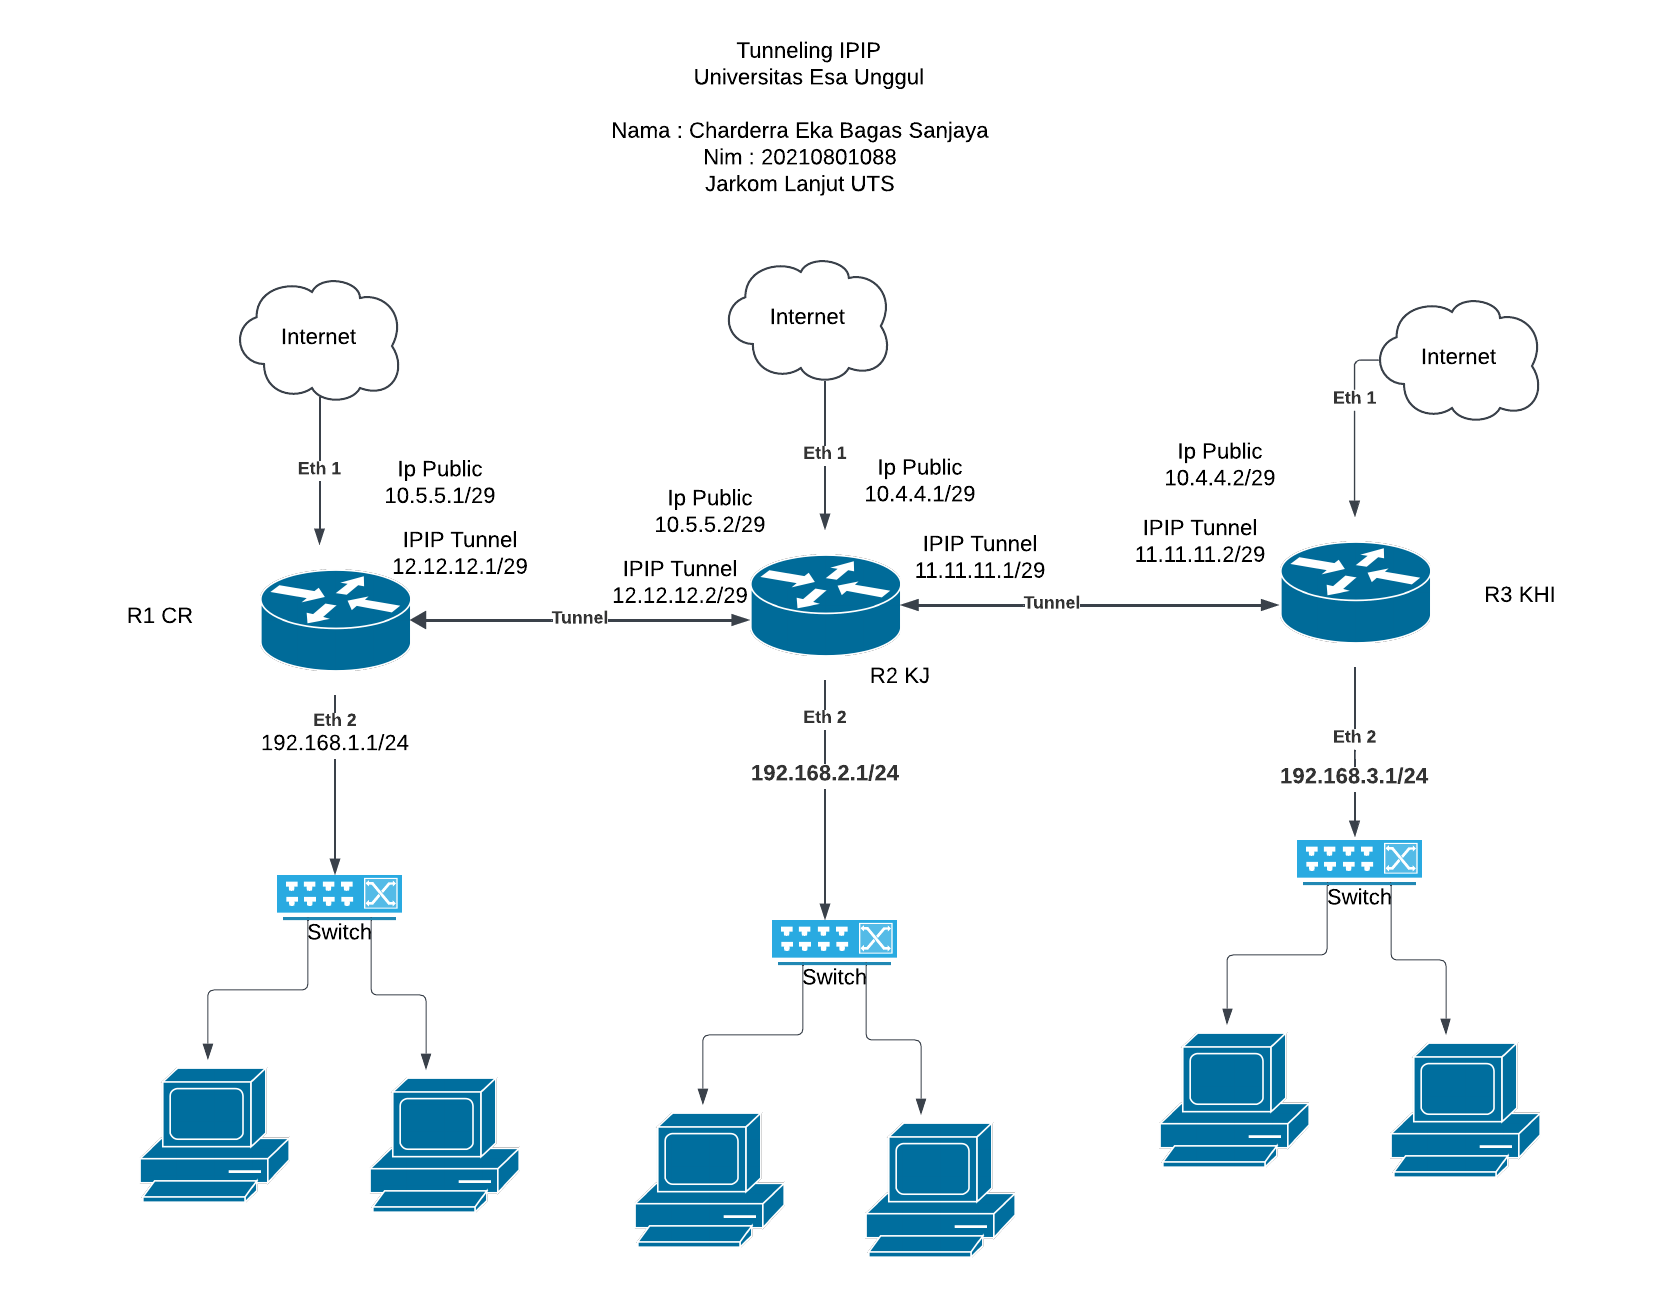 Tunneling IPIP
Universitas Esa Unggul
Nama : Charderra Eka Bagas Sanjaya
Nim : 20210801088
Jarkom Lanjut UTS
Internet
Internet
Internet
Eth 1
Eth 1
Eth 1
Ip Public
10.5.5.1/29
Ip Public
10.5.5.2/29
Ip Public
10.4.4.1/29
Ip Public
10.4.4.2/29
IPIP Tunnel
12.12.12.1/29
IPIP Tunnel
12.12.12.2/29
IPIP Tunnel
11.11.11.1/29
IPIP Tunnel
11.11.11.2/29
R1 CR
Tunnel
Tunnel
R3 KHI
R2 KJ
Eth 2
192.168.1.1/24
Eth 2
192.168.2.1/24
Eth 2
192.168.3.1/24
Switch
Switch
Switch